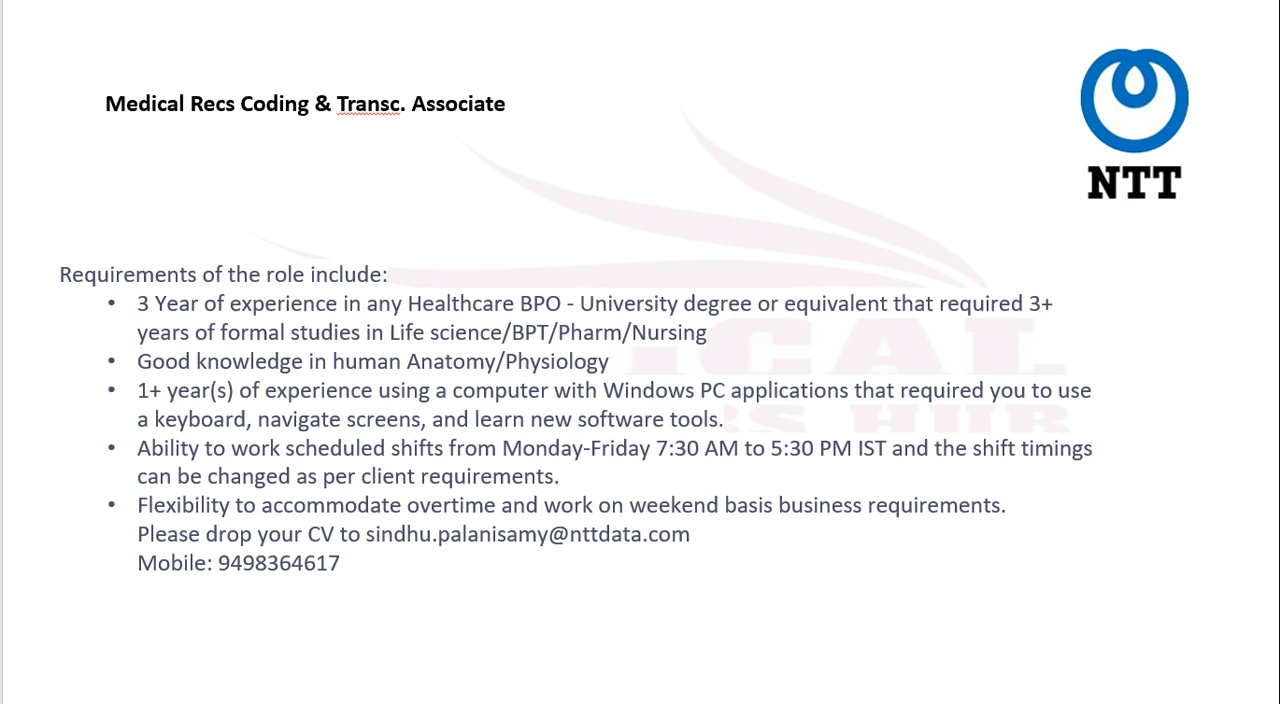 Medical Recs Coding & Transc. Associate
NTT
Requirements of the role include:
• 3 Year of experience in any Healthcare BPO - University degree or equivalent that required 3+
years of formal studies in Life science/BPT/Pharm/Nursing
• Good knowledge in human Anatomy/Physiology
• 1+ year(s) of experience using a computer with Windows PC applications that required you to use
a keyboard, navigate screens, and learn new software tools.
• Ability to work scheduled shifts from Monday-Friday 7:30 AM to 5:30 PM IST and the shift timings
can be changed as per client requirements.
• Flexibility to accommodate overtime and work on weekend basis business requirements.
Please drop your CV to sindhu.palanisamy@nttdata.com
Mobile: 9498364617